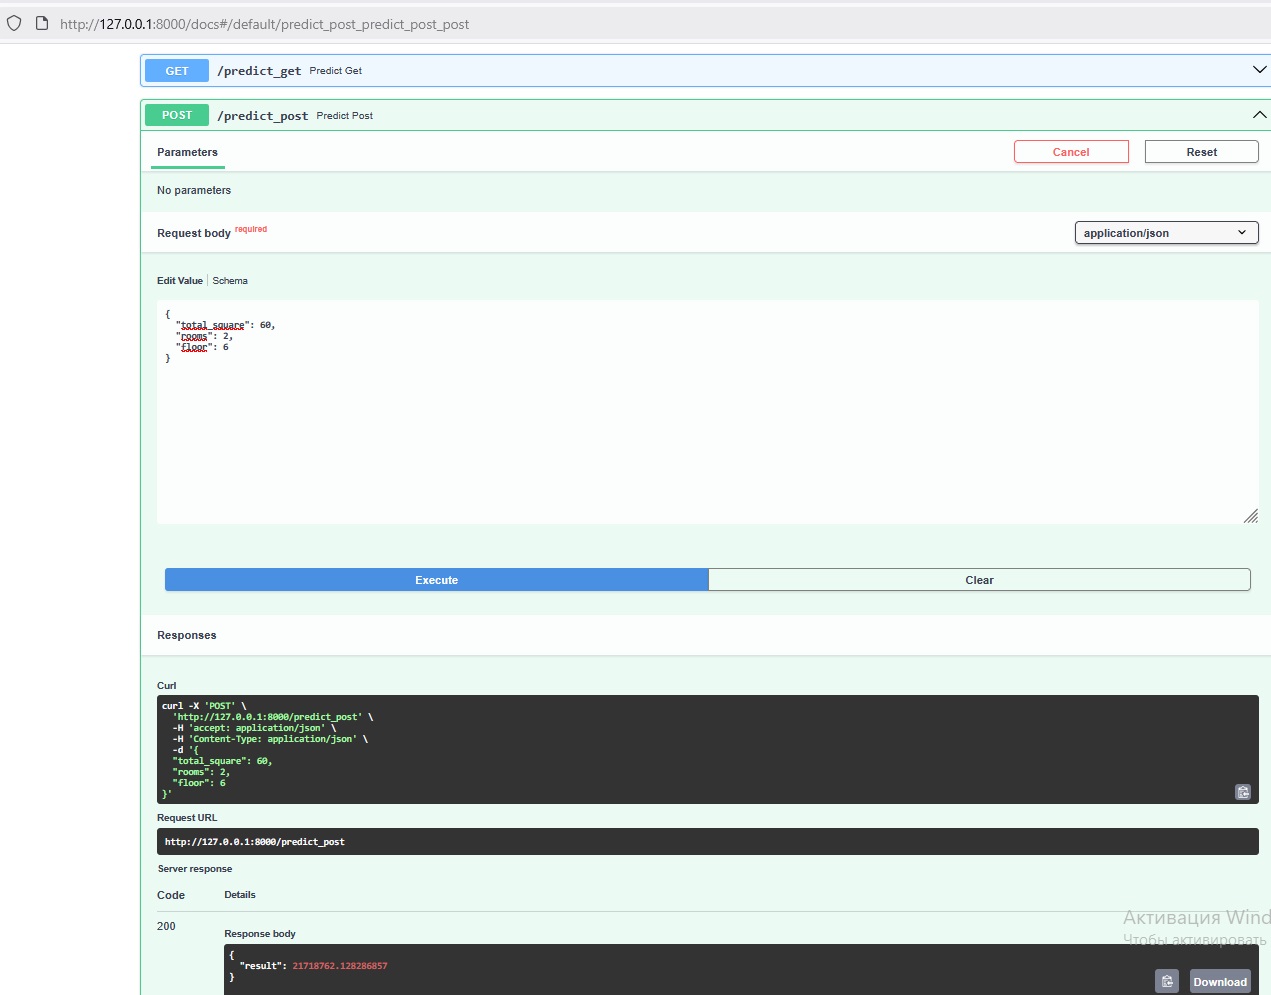 http://127.0.0.1:8000/docs#/default/predict_post_predict_post_post
GET /predict_get Predict Get
POST /predict_post Predict Post
Parameters
Cancel
Reset
No parameters
Request body required
application/json
Edit Value Schema
{
  "total_square": 60,
  "rooms": 2,
  "floor": 6
}
Execute
Clear
Responses
Curl
curl -X 'POST' \
  'http://127.0.0.1:8000/predict_post' \
  -H 'accept: application/json' \
  -H 'Content-Type: application/json' \
  -d '{
  "total_square": 60,
  "rooms": 2,
  "floor": 6
}'
Request URL
http://127.0.0.1:8000/predict_post
Server response
Code Details
200
Response body
{
  "result": 21718762.128286857
}
Download
Активация Wind
Чтобы активировать